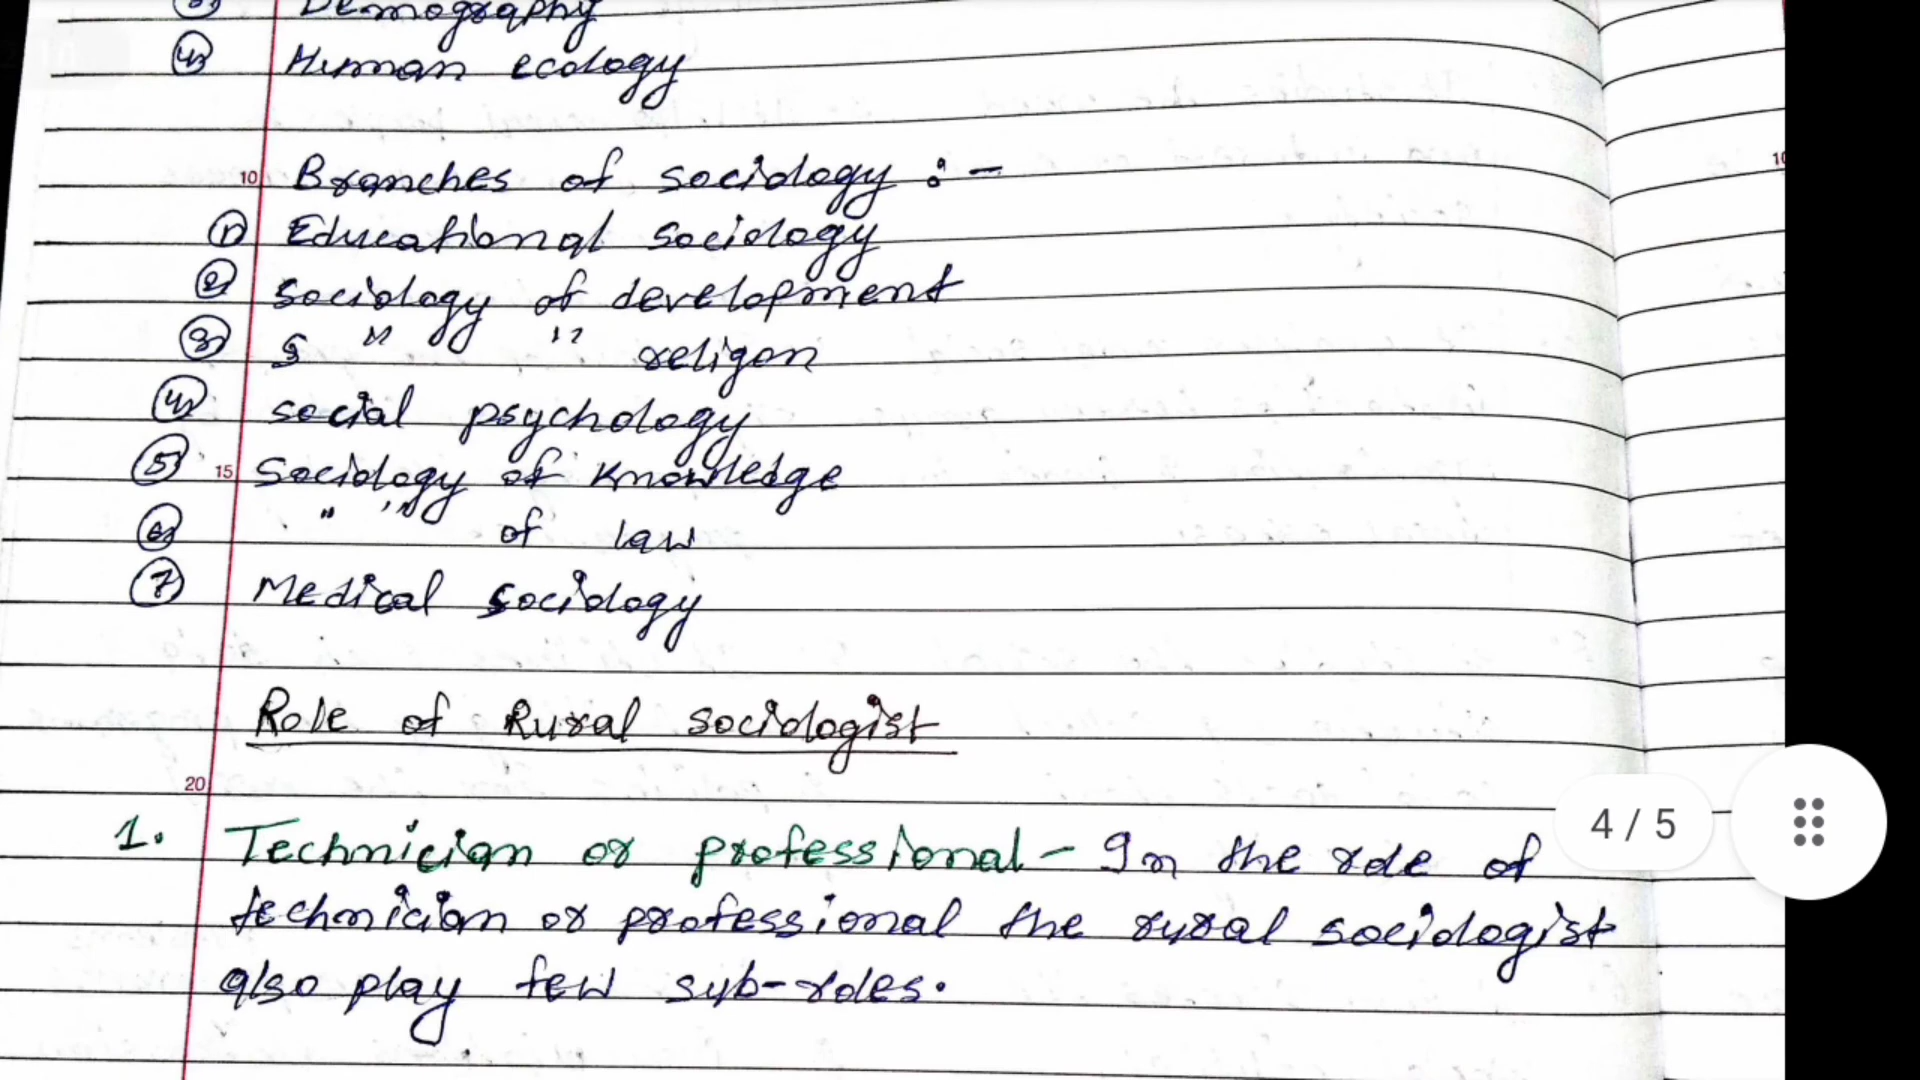 ③ Demography
④ Human ecology
10 Branches of sociology :-
① Educational sociology
② Sociology of development
③ S " " religon
④ social psychology
⑤ 15 Sociology of Knowledge
⑥ " " of law
⑦ Medical sociology
Role of Rural sociologist
20
1. Technician or professional - In the role of
technician or professional the rural sociologist
also play few sub-roles.
4 / 5
10